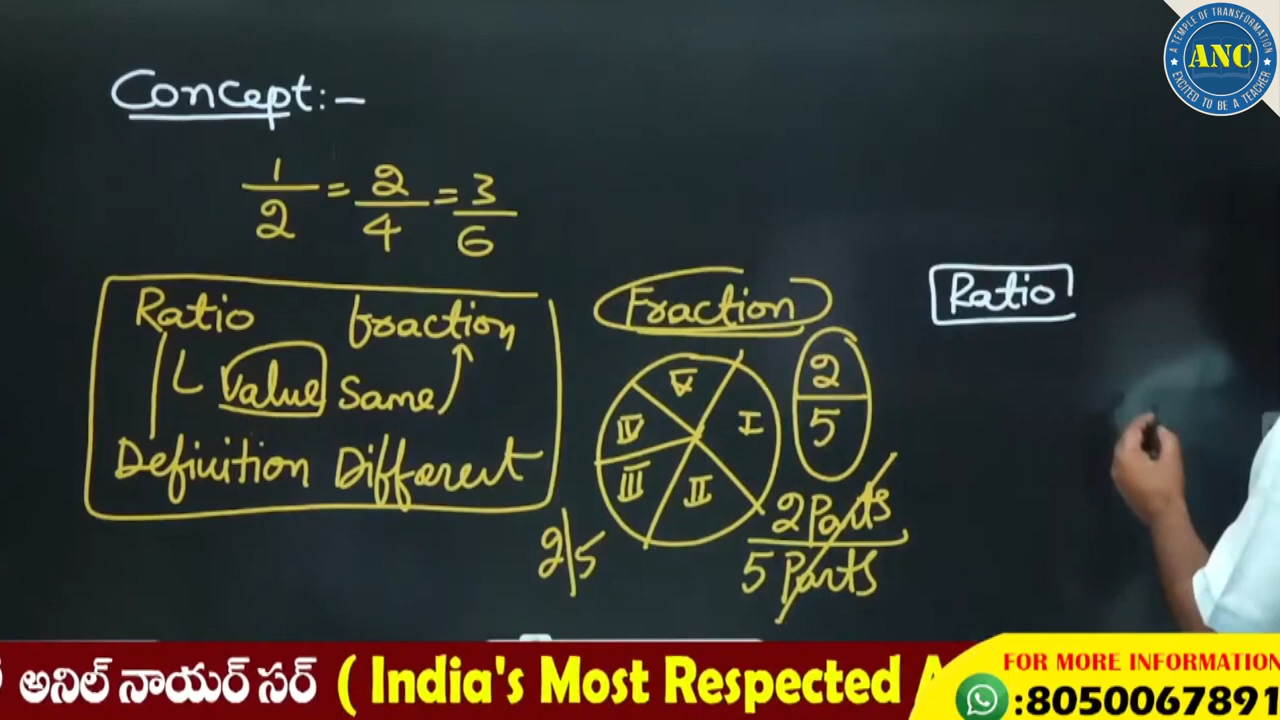 Concept:-
1/2 = 2/4 = 3/6
Ratio fraction
Value Same
Definition Different
Fraction
I
II
III
IV
V
2/5
2 Parts
5 Parts
2/5
Ratio
A TEMPLE OF TRANSFORMATION
ANC
EXCITED TO BE A TEACHER
అనిల్ నాయర్ సర్ ( India's Most Respected A
FOR MORE INFORMATION
:8050067891